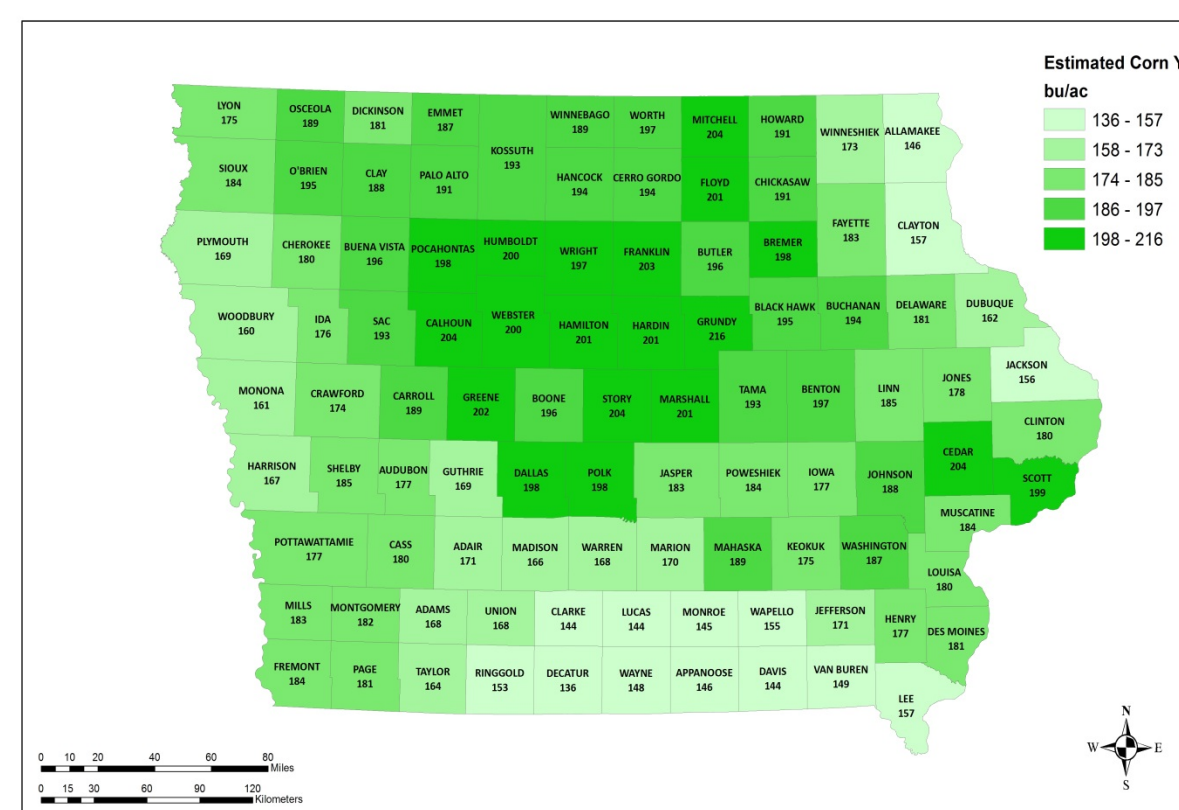 Estimated Corn Y
bu/ac
136 - 157
158 - 173
174 - 185
186 - 197
198 - 216
LYON
175
OSCEOLA
189
DICKINSON
181
EMMET
187
KOSSUTH
193
WINNEBAGO
189
WORTH
197
MITCHELL
204
HOWARD
191
WINNESHIEK
173
ALLAMAKEE
146
SIOUX
184
O'BRIEN
195
CLAY
188
PALO ALTO
191
HANCOCK
194
CERRO GORDO
194
FLOYD
201
CHICKASAW
191
FAYETTE
183
CLAYTON
157
PLYMOUTH
169
CHEROKEE
180
BUENA VISTA
196
POCAHONTAS
198
HUMBOLDT
200
WRIGHT
197
FRANKLIN
203
BUTLER
196
BREMER
198
WOODBURY
160
IDA
176
SAC
193
CALHOUN
204
WEBSTER
200
HAMILTON
201
HARDIN
201
GRUNDY
216
BLACK HAWK
195
BUCHANAN
194
DELAWARE
181
DUBUQUE
162
JACKSON
156
MONONA
161
CRAWFORD
174
CARROLL
189
GREENE
202
BOONE
196
STORY
204
MARSHALL
201
TAMA
193
BENTON
197
LINN
185
JONES
178
CLINTON
180
HARRISON
167
SHELBY
185
AUDUBON
177
GUTHRIE
169
DALLAS
198
POLK
198
JASPER
183
POWESHIEK
184
IOWA
177
JOHNSON
188
CEDAR
204
SCOTT
199
MUSCATINE
184
POTTAWATTAMIE
177
CASS
180
ADAIR
171
MADISON
166
WARREN
168
MARION
170
MAHASKA
189
KEOKUK
175
WASHINGTON
187
LOUISA
180
MILLS
183
MONTGOMERY
182
ADAMS
168
UNION
168
CLARKE
144
LUCAS
144
MONROE
145
WAPELLO
155
JEFFERSON
171
HENRY
177
DES MOINES
181
FREMONT
184
PAGE
181
TAYLOR
164
RINGGOLD
153
DECATUR
136
WAYNE
148
APPANOOSE
146
DAVIS
144
VAN BUREN
149
LEE
157
0 10 20 40 60 80
Miles
0 15 30 60 90 120
Kilometers
N
W E
S